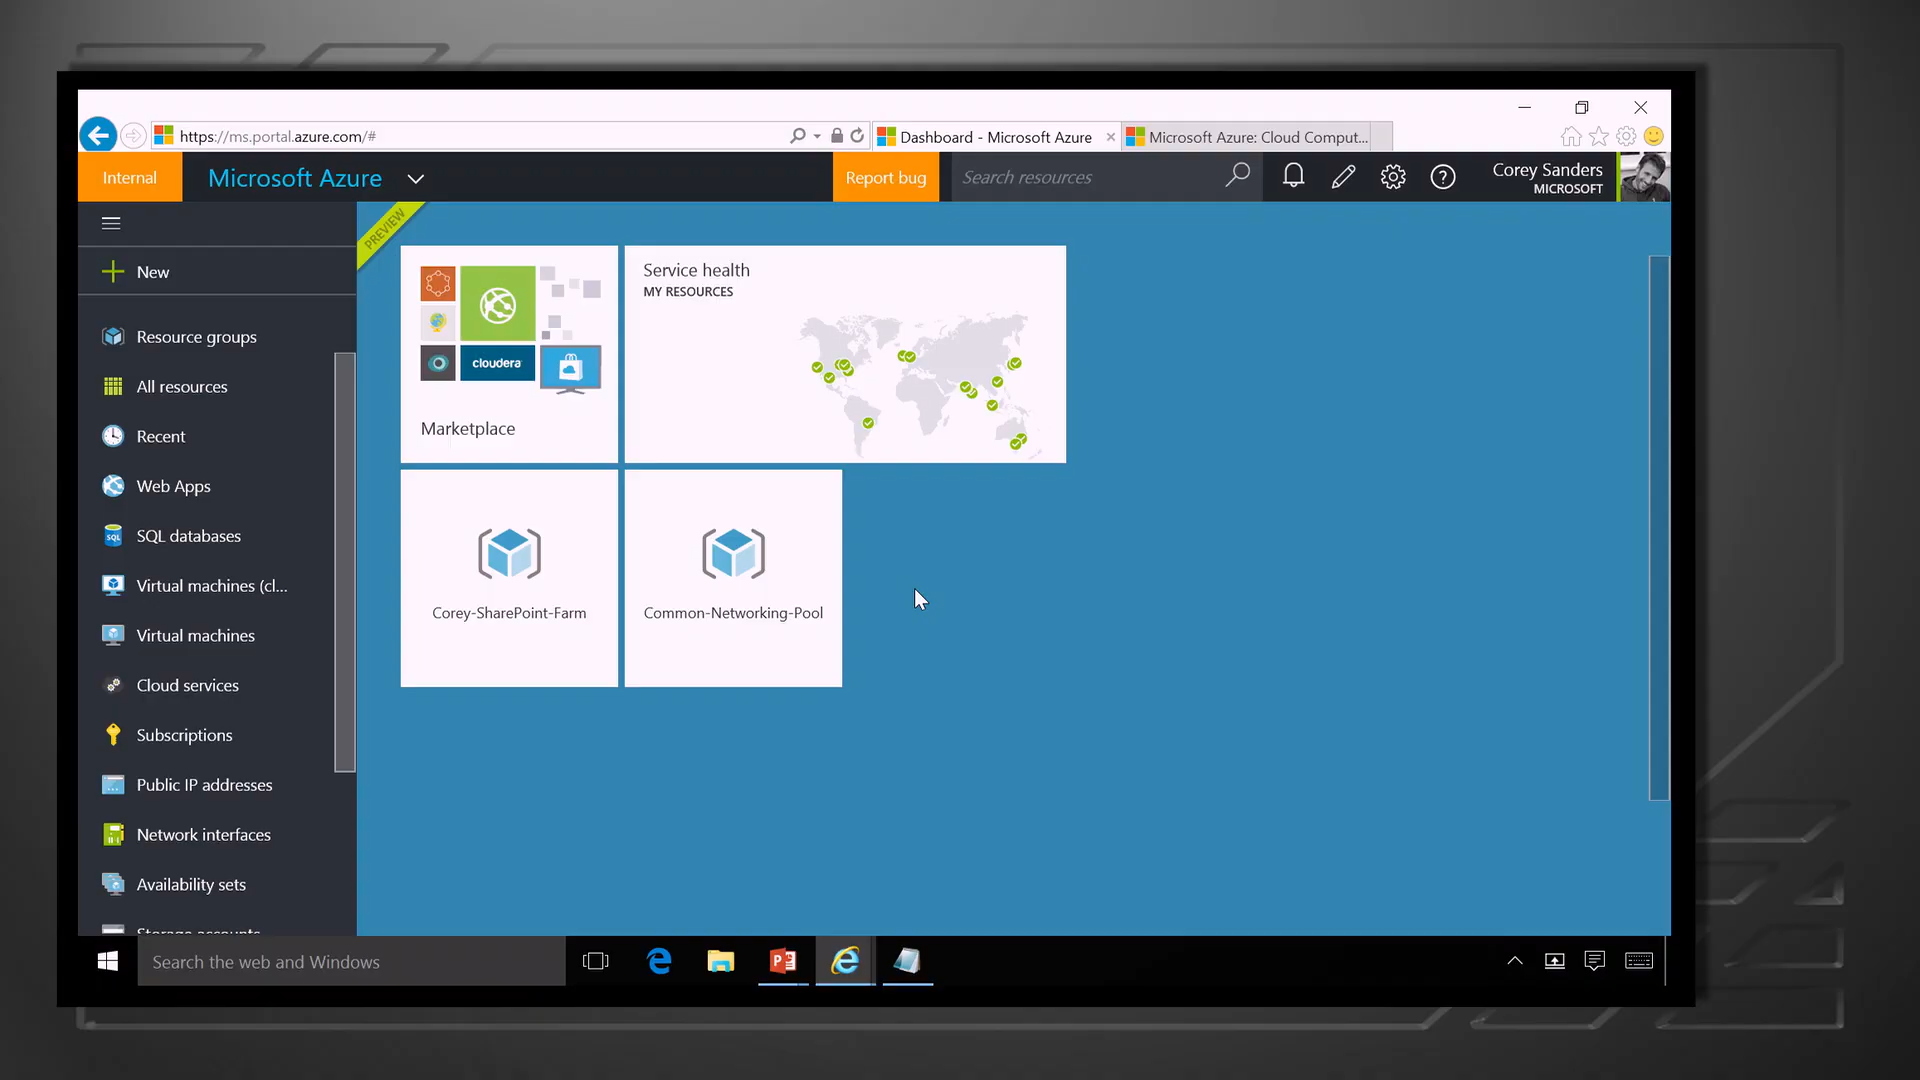 https://ms.portal.azure.com/#
Dashboard - Microsoft Azure
Microsoft Azure: Cloud Comput...
Internal
Microsoft Azure
Report bug
Search resources
Corey Sanders
MICROSOFT
PREVIEW
New
Resource groups
All resources
Recent
Web Apps
SQL databases
SQL
Virtual machines (cl...
Virtual machines
Cloud services
Subscriptions
Public IP addresses
Network interfaces
Availability sets
Storage accounts
cloudera
Marketplace
Service health
MY RESOURCES
Corey-SharePoint-Farm
Common-Networking-Pool
Search the web and Windows